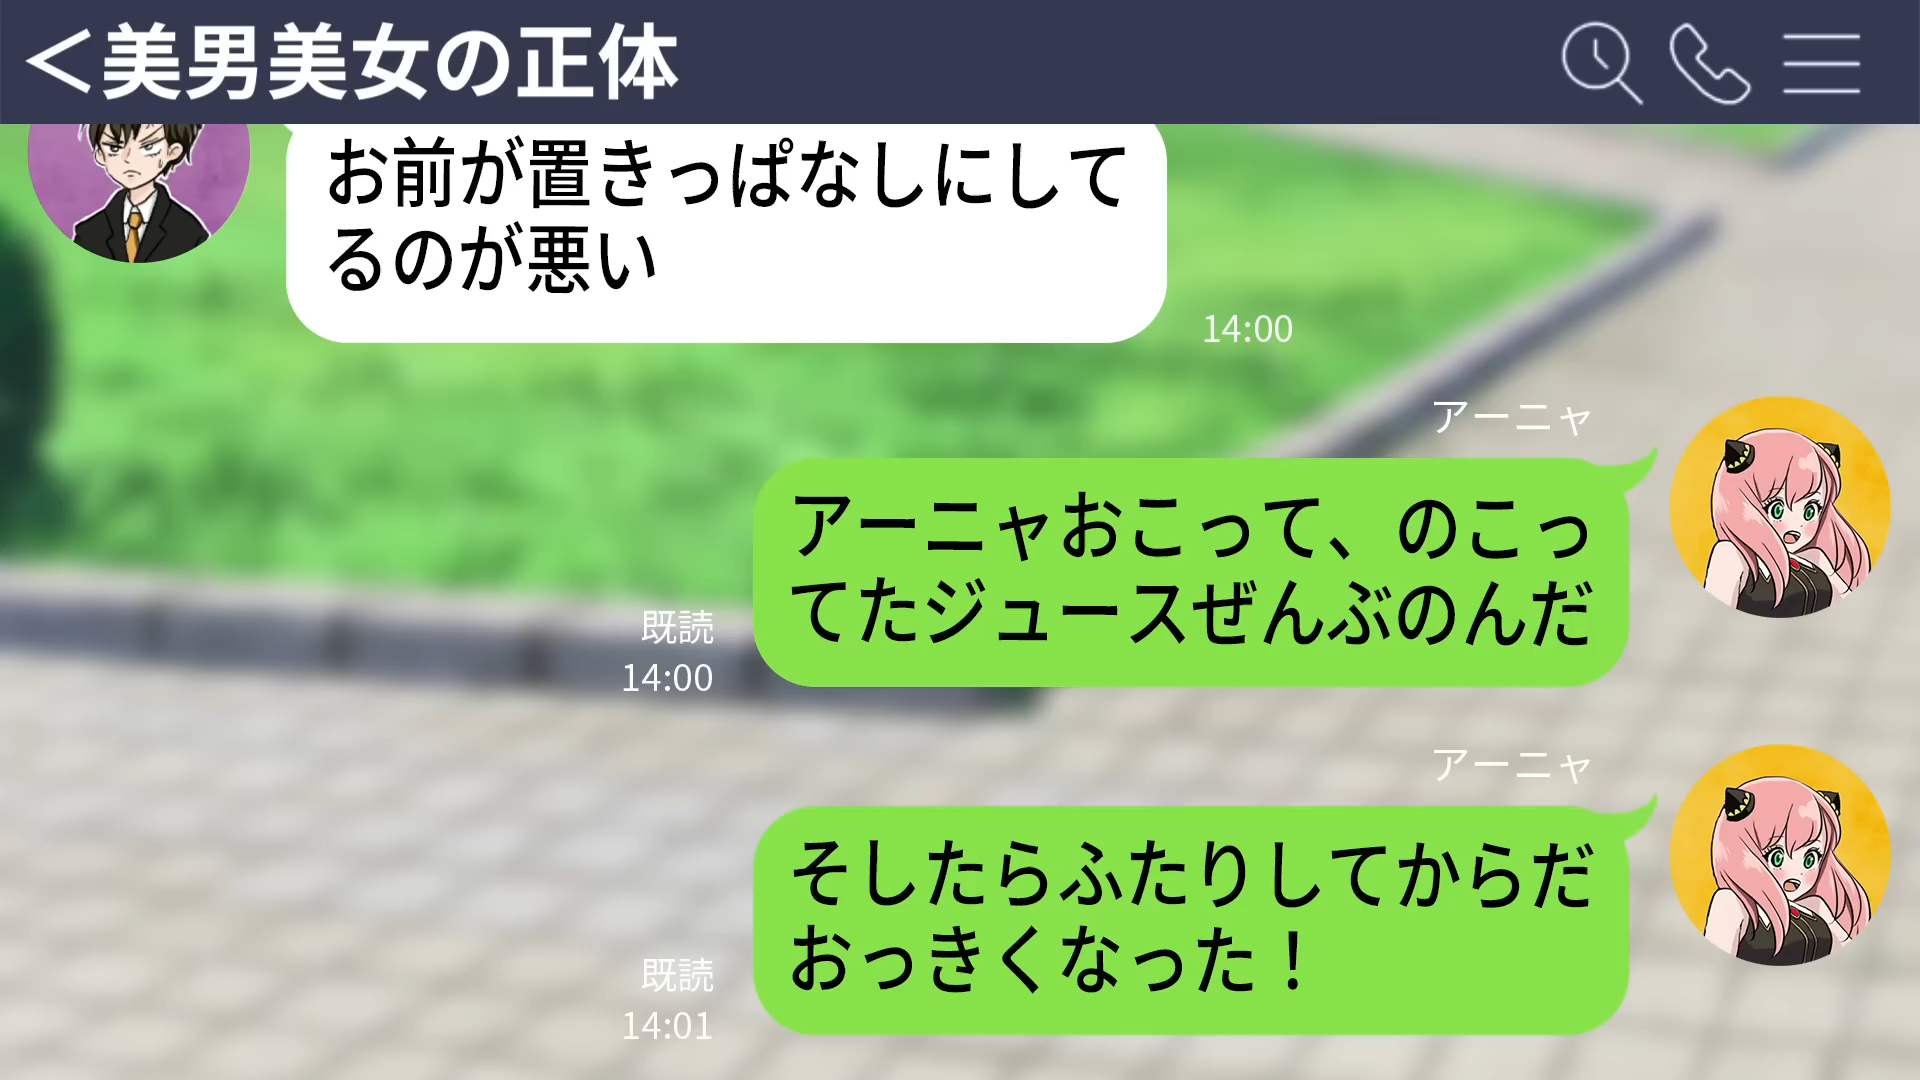 ＜美男美女の正体
お前が置きっぱなしにして
るのが悪い
14:00
アーニャ
アーニャおこって、のこっ
てたジュースぜんぶのんだ
既読
14:00
アーニャ
そしたらふたりしてからだ
おっきくなった！
既読
14:01